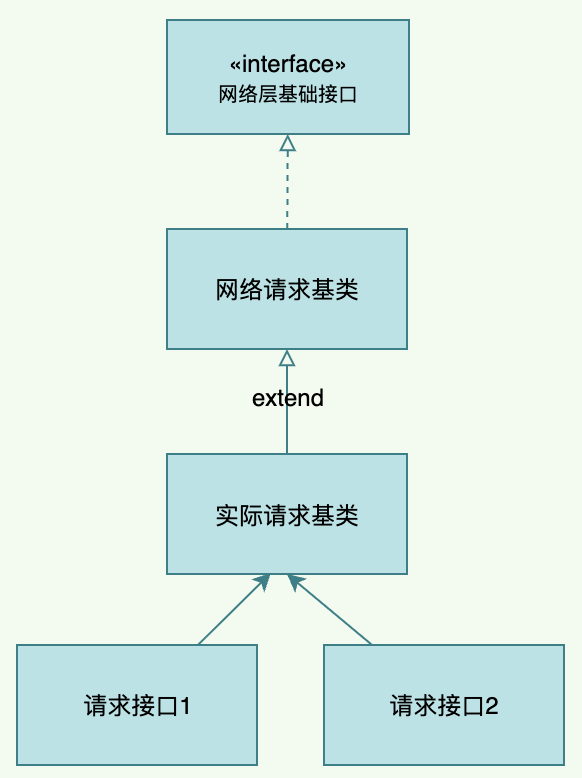 «interface»
网络层基础接口
网络请求基类
extend
实际请求基类
请求接口1
请求接口2